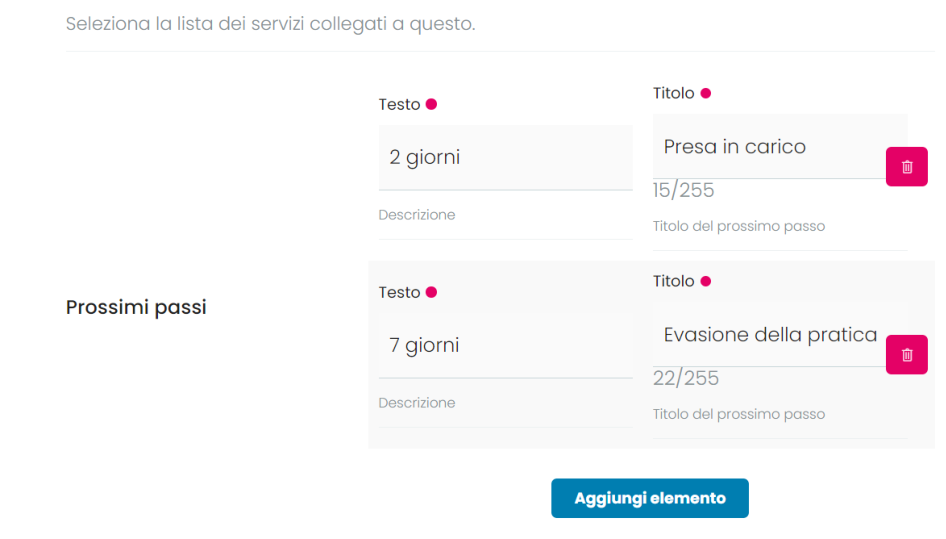 Seleziona la lista dei servizi collegati a questo.
Testo
Titolo
2 giorni
Presa in carico
15/255
Descrizione
Titolo del prossimo passo
Prossimi passi
Testo
Titolo
7 giorni
Evasione della pratica
22/255
Descrizione
Titolo del prossimo passo
Aggiungi elemento